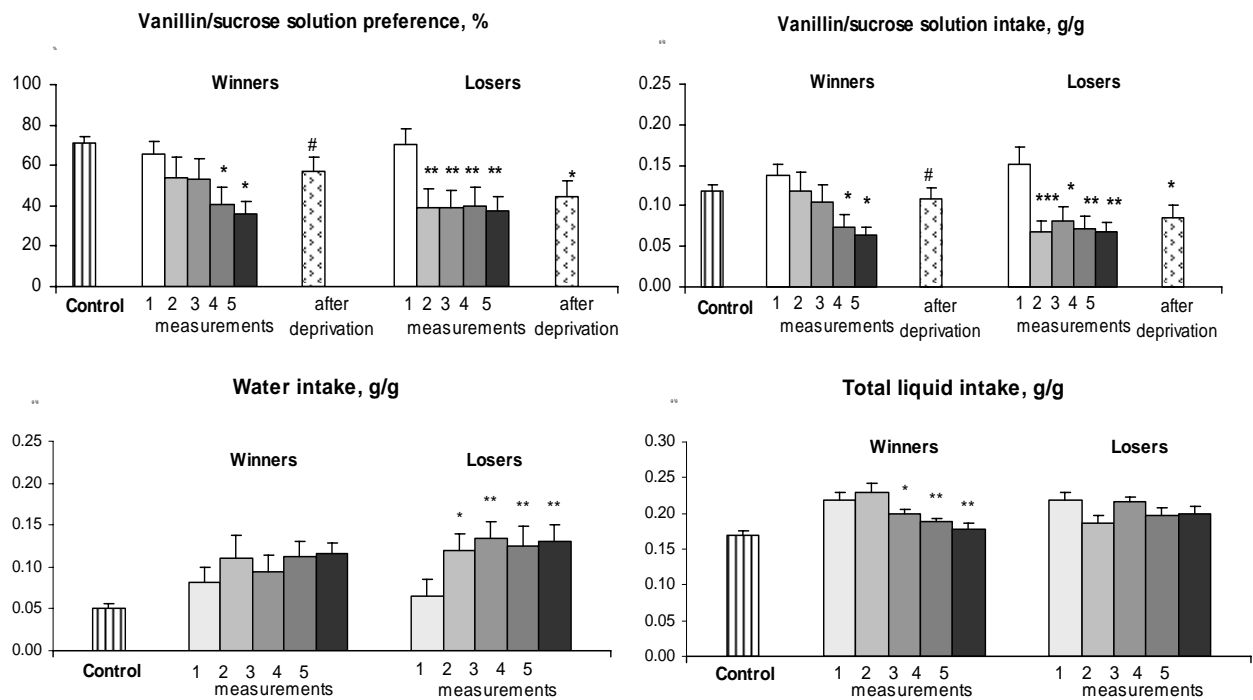 Vanillin/sucrose solution preference, %
Winners
Losers
100
80
60
40
20
0
*
*
#
**
**
**
**
*
Control
1 2 3 4 5
measurements
after
deprivation
1 2 3 4 5
measurements
after
deprivation
Vanillin/sucrose solution intake, g/g
Winners
Losers
0.25
0.20
0.15
0.10
0.05
0.00
*
*
#
***
*
**
**
*
Control
1 2 3 4 5
measurements
after
deprivation
1 2 3 4 5
measurements
after
deprivation
Water intake, g/g
Winners
Losers
0.25
0.20
0.15
0.10
0.05
0.00
*
**
**
**
Control
1 2 3 4 5
measurements
1 2 3 4 5
measurements
Total liquid intake, g/g
Winners
Losers
0.30
0.25
0.20
0.15
0.10
0.05
0.00
*
**
**
Control
1 2 3 4 5
measurements
1 2 3 4 5
measurements